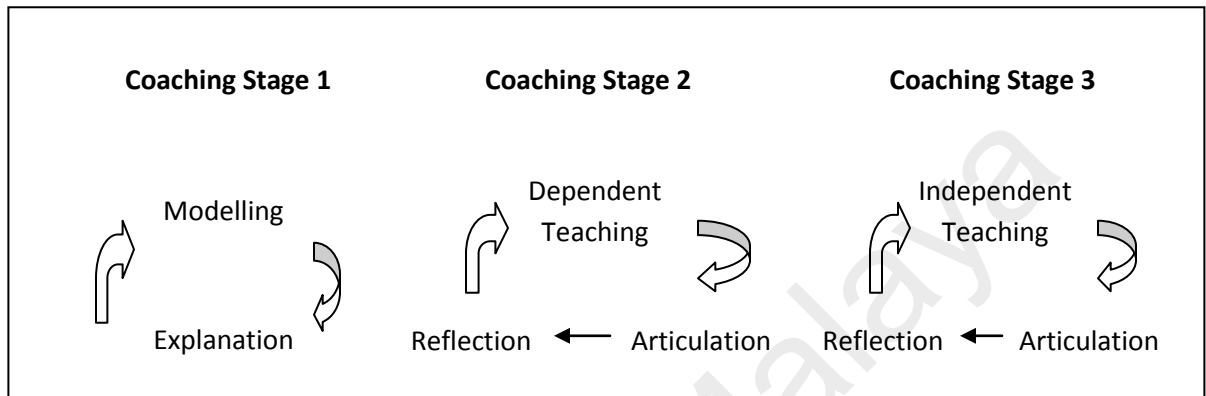 Coaching Stage 1
Modelling
Explanation
Coaching Stage 2
Dependent
Teaching
Reflection
Articulation
Coaching Stage 3
Independent
Teaching
Reflection
Articulation
Malaya